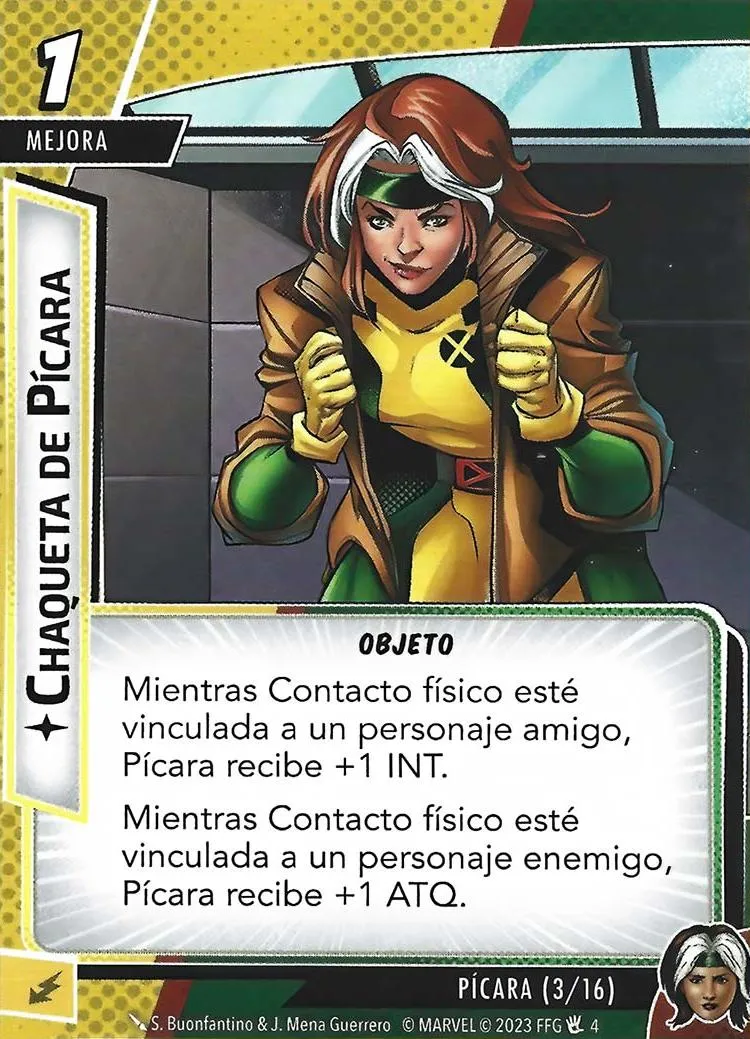 1
MEJORA
CHAQUETA DE PÍCARA
OBJETO
Mientras Contacto físico esté
vinculada a un personaje amigo,
Pícara recibe +1 INT.
Mientras Contacto físico esté
vinculada a un personaje enemigo,
Pícara recibe +1 ATQ.
PÍCARA (3/16)
S. Buonfantino & J. Mena Guerrero © MARVEL © 2023 FFG 4